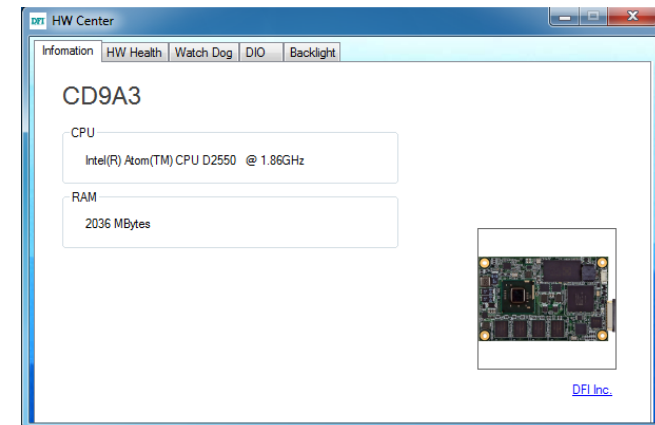 DFI HW Center
Infomation HW Health Watch Dog DIO Backlight
CD9A3
CPU
Intel(R) Atom(TM) CPU D2550 @ 1.86GHz
RAM
2036 MBytes
DFI Inc.